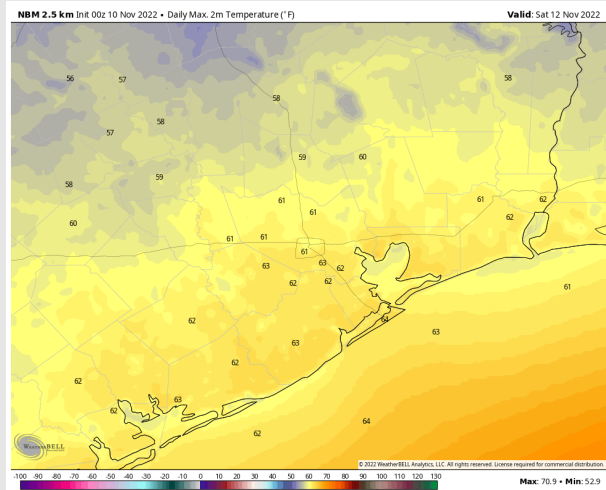 NBM 2.5 km Init 00z 10 Nov 2022 • Daily Max. 2m Temperature (°F) Valid: Sat 12 Nov 2022
56 57 58
58
57 58
59 60
58 59
61 61 62
61 62
60
61 61
61
63 63 62
62 62
61
62 64
63
63
62
62
63
62
64
62
WEATHERBELL
© 2022 WeatherBELL Analytics, LLC. All rights reserved. License required for commercial distribution.
-100 -90 -80 -70 -60 -50 -40 -30 -20 -10 0 10 20 30 40 50 60 70 80 90 100 110 120 130
Max: 70.9 • Min: 52.9